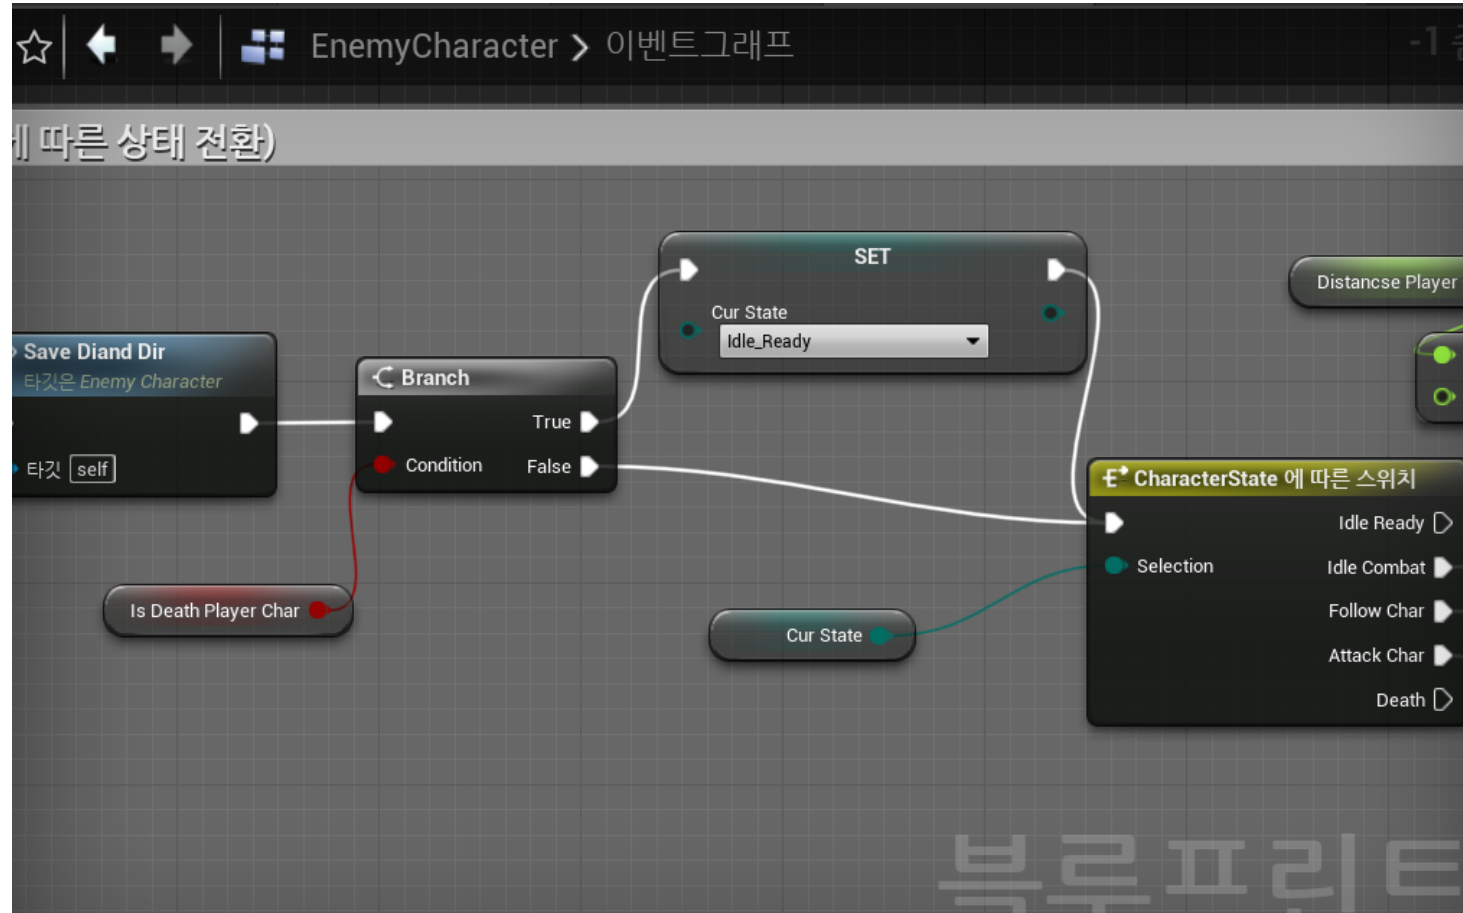 EnemyCharacter > 이벤트그래프
-1
에 따른 상태 전환)
SET
Cur State
Idle_Ready
Distancse Player
Save Diand Dir
타깃은 Enemy Character
타깃 self
Branch
True
Condition
False
Is Death Player Char
Cur State
CharacterState 에 따른 스위치
Idle Ready
Selection
Idle Combat
Follow Char
Attack Char
Death
블루프린트